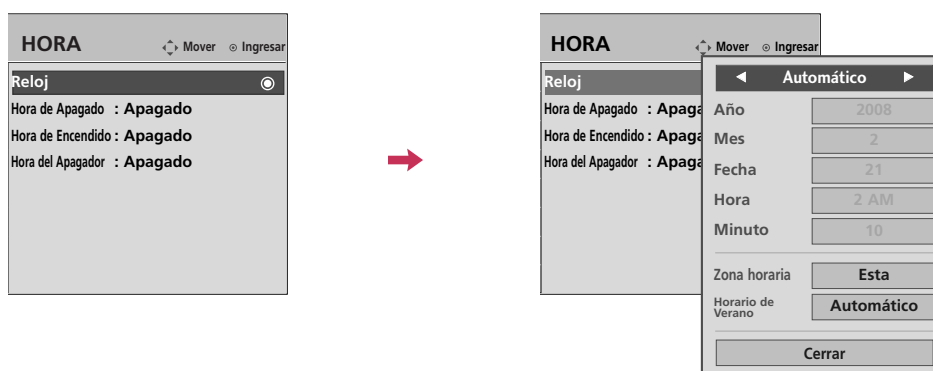 HORA Mover Ingresar
Reloj
Hora de Apagado : Apagado
Hora de Encendido : Apagado
Hora del Apagador : Apagado
HORA Mover Ingresar
Reloj
Hora de Apagado : Apaga
Hora de Encendido : Apaga
Hora del Apagador : Apaga
Automático
Año 2008
Mes 2
Fecha 21
Hora 2 AM
Minuto 10
Zona horaria Esta
Horario de
Verano Automático
Cerrar